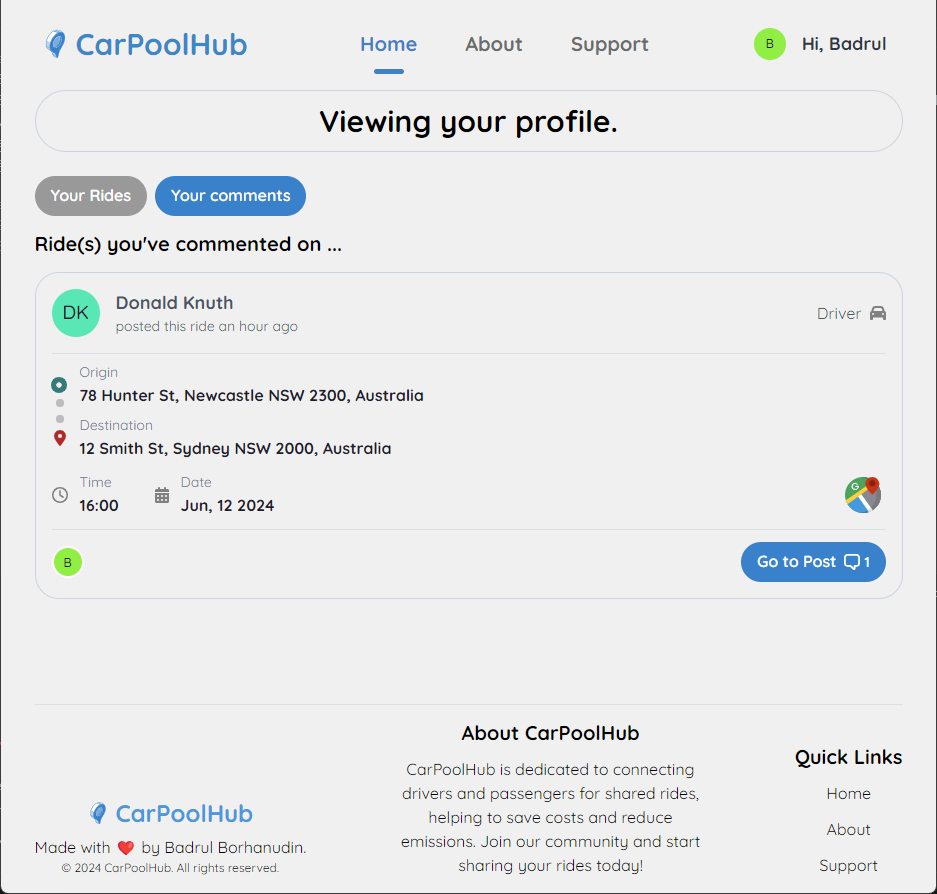 CarPoolHub
Home About Support
B Hi, Badrul
Viewing your profile.
Your Rides Your comments
Ride(s) you've commented on ...
DK
Donald Knuth
posted this ride an hour ago
Driver
Origin
78 Hunter St, Newcastle NSW 2300, Australia
Destination
12 Smith St, Sydney NSW 2000, Australia
Time Date
16:00 Jun, 12 2024
G
B
Go to Post 1
CarPoolHub
Made with ❤️ by Badrul Borhanudin.
© 2024 CarPoolHub. All rights reserved.
About CarPoolHub
CarPoolHub is dedicated to connecting
drivers and passengers for shared rides,
helping to save costs and reduce
emissions. Join our community and start
sharing your rides today!
Quick Links
Home
About
Support